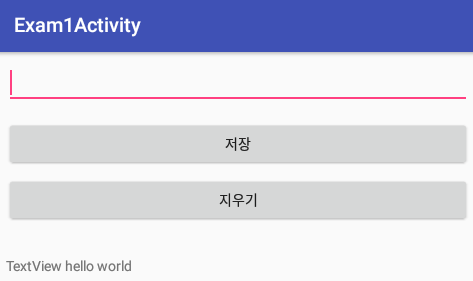 Exam1Activity
저장
지우기
TextView hello world